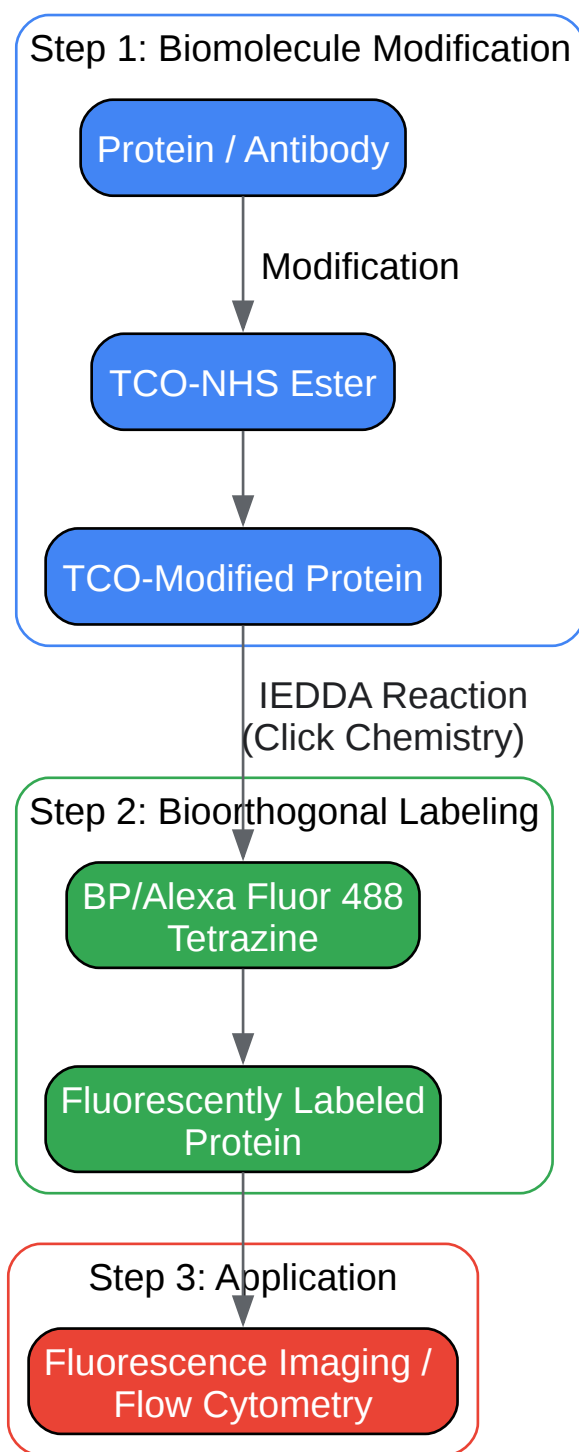 Step 1: Biomolecule Modification
Protein / Antibody
Modification
TCO-NHS Ester
TCO-Modified Protein
IEDDA Reaction
(Click Chemistry)
Step 2: Bioorthogonal Labeling
BP/Alexa Fluor 488
Tetrazine
Fluorescently Labeled
Protein
Step 3: Application
Fluorescence Imaging /
Flow Cytometry